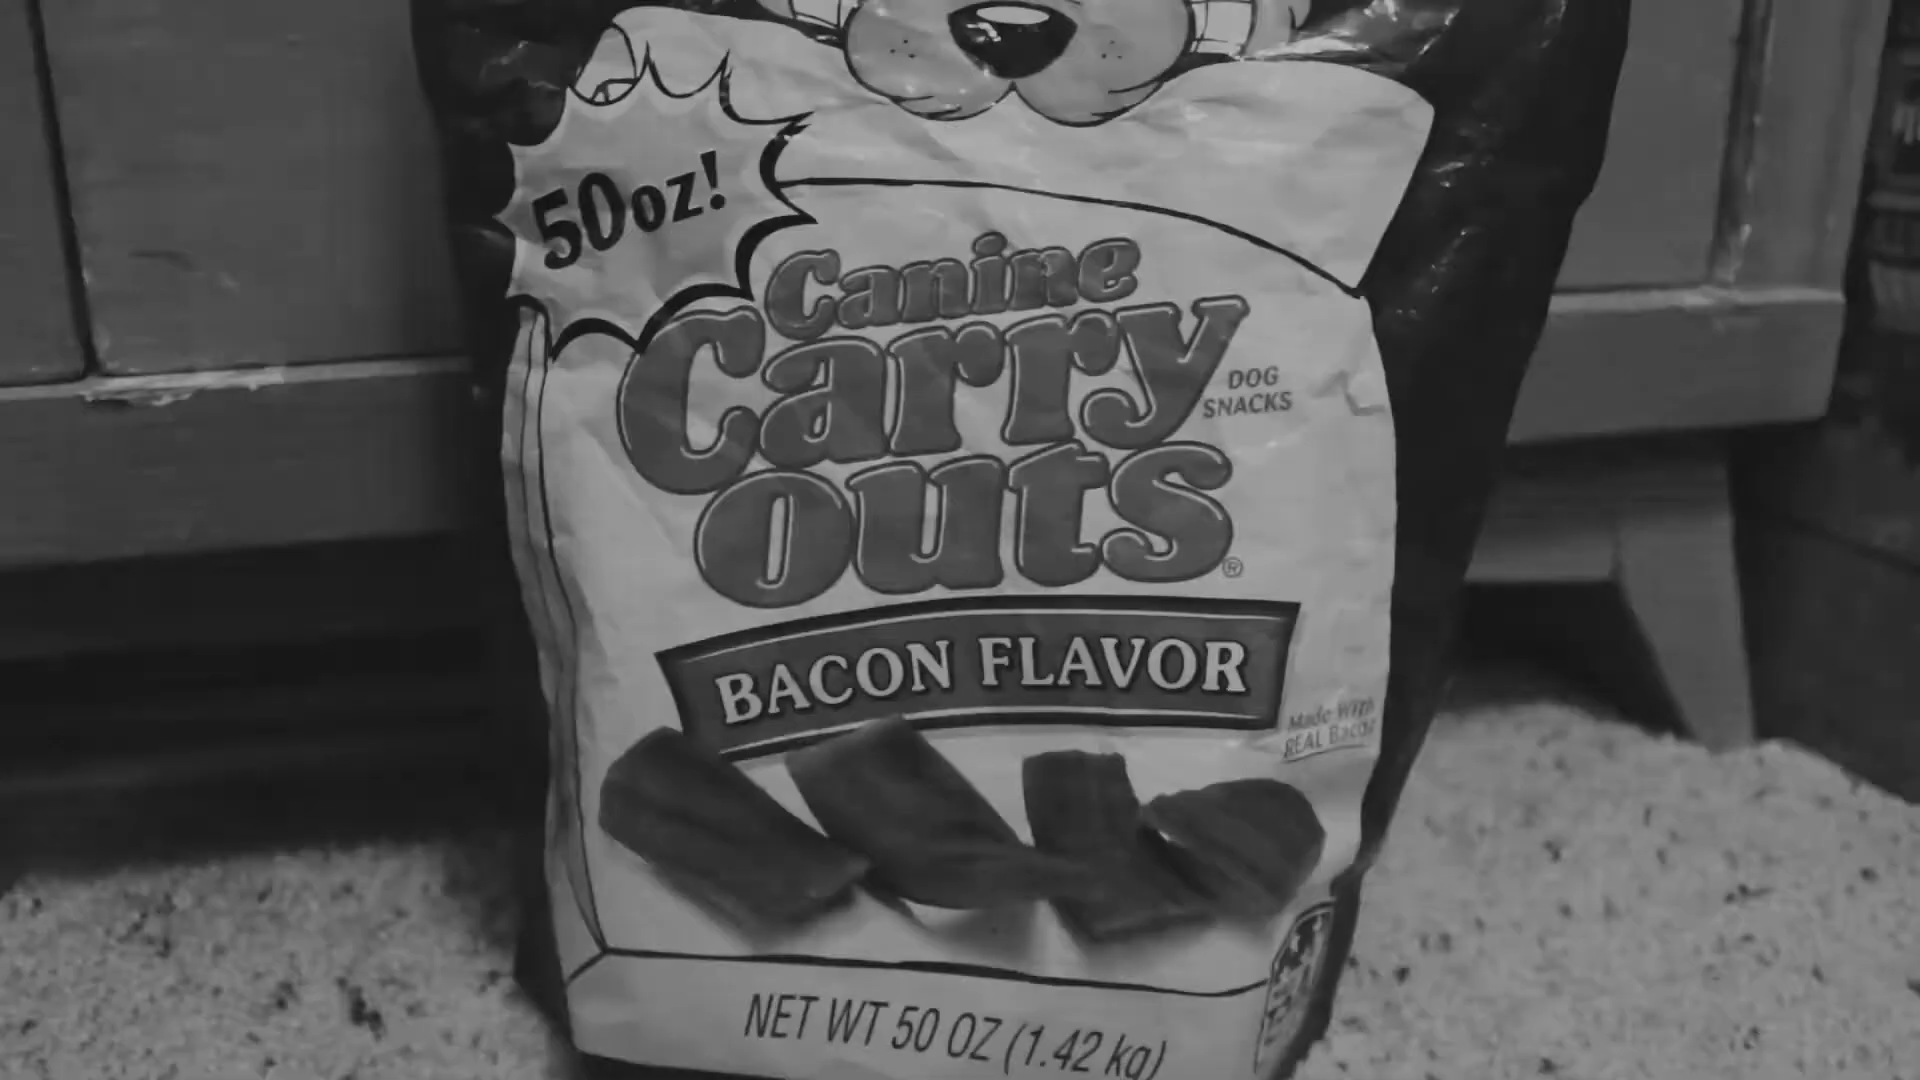 50oz!
Canine
Carry
outs®
DOG
SNACKS
BACON FLAVOR
Made With
REAL Bacon
NET WT 50 OZ (1.42 kg)